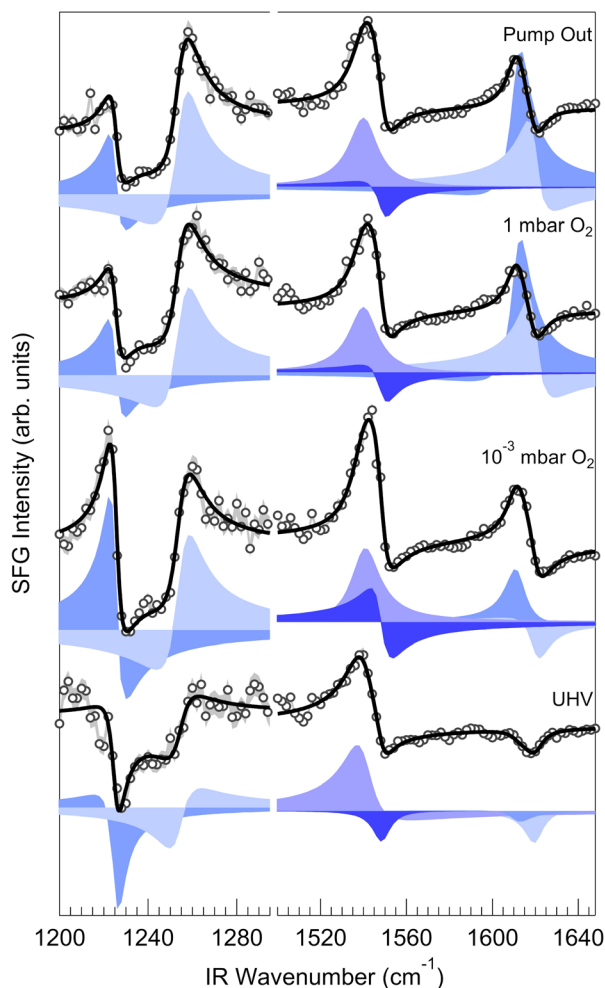 Pump Out
1 mbar O₂
10⁻³ mbar O₂
UHV
SFG Intensity (arb. units)
1200 1240 1280 1520 1560 1600 1640
IR Wavenumber (cm⁻¹)